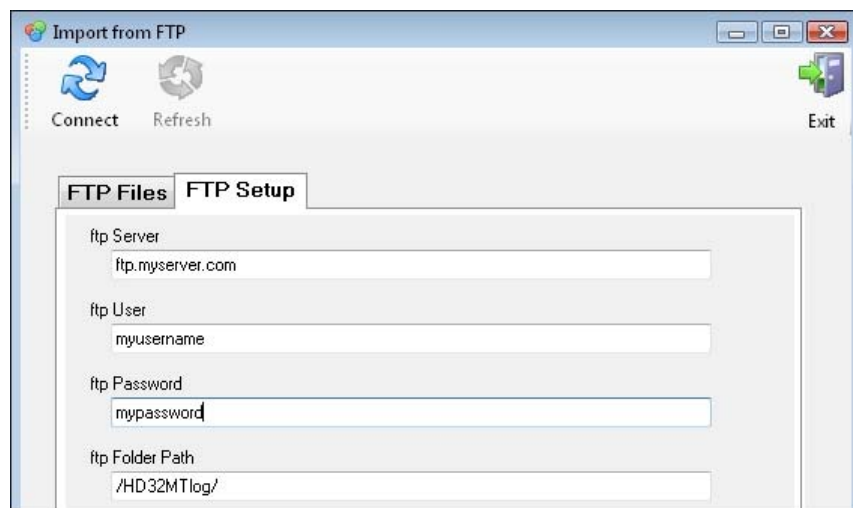 Import from FTP
Connect Refresh Exit
FTP Files FTP Setup
ftp Server
ftp.myserver.com
ftp User
myusername
ftp Password
mypassword
ftp Folder Path
/HD32MTlog/